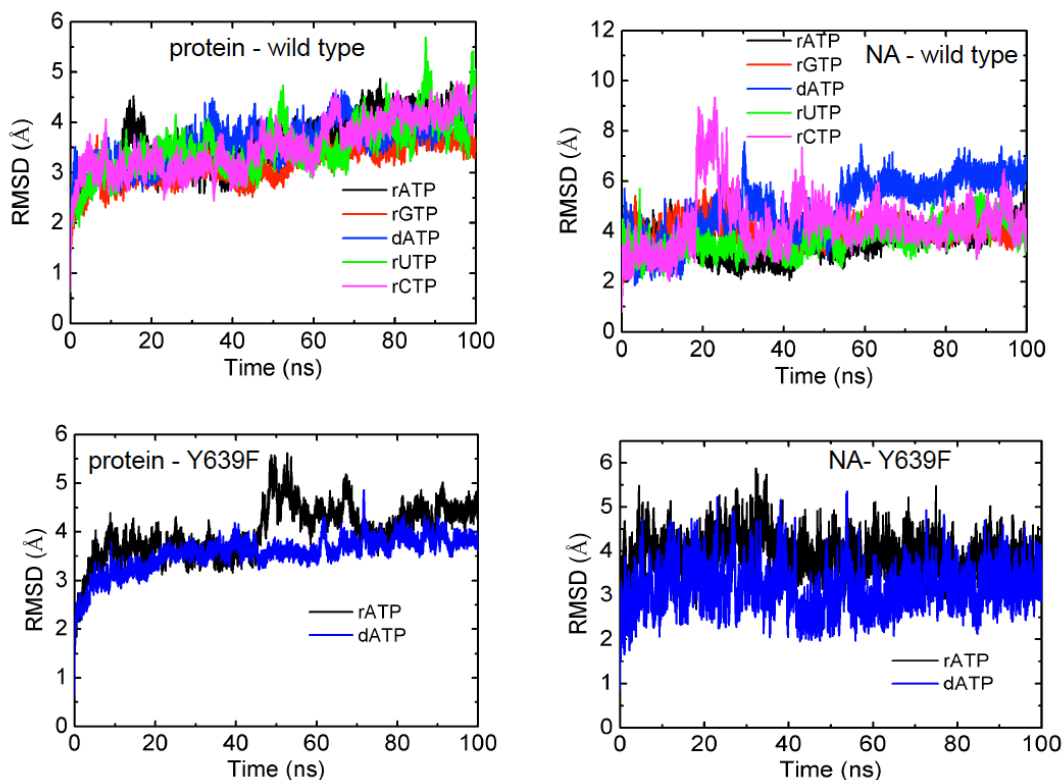 protein - wild type
6
5
4
3
2
1
0
RMSD (Å)
rATP
rGTP
dATP
rUTP
rCTP
0 20 40 60 80 100
Time (ns)
NA - wild type
12
10
8
6
4
2
0
RMSD (Å)
rATP
rGTP
dATP
rUTP
rCTP
0 20 40 60 80 100
Time (ns)
protein - Y639F
6
5
4
3
2
1
0
RMSD (Å)
rATP
dATP
0 20 40 60 80 100
Time (ns)
NA- Y639F
6
5
4
3
2
1
0
RMSD (Å)
rATP
dATP
0 20 40 60 80 100
Time (ns)